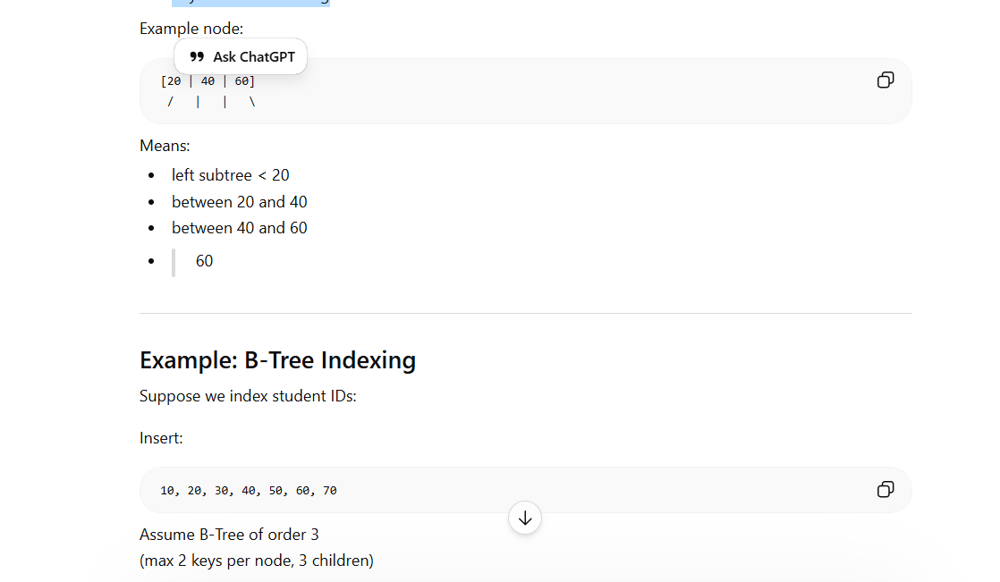 Example node:
Ask ChatGPT
[20 | 40 | 60]
/ | | \
Means:
• left subtree < 20
• between 20 and 40
• between 40 and 60
• 60
Example: B-Tree Indexing
Suppose we index student IDs:
Insert:
10, 20, 30, 40, 50, 60, 70
Assume B-Tree of order 3
(max 2 keys per node, 3 children)